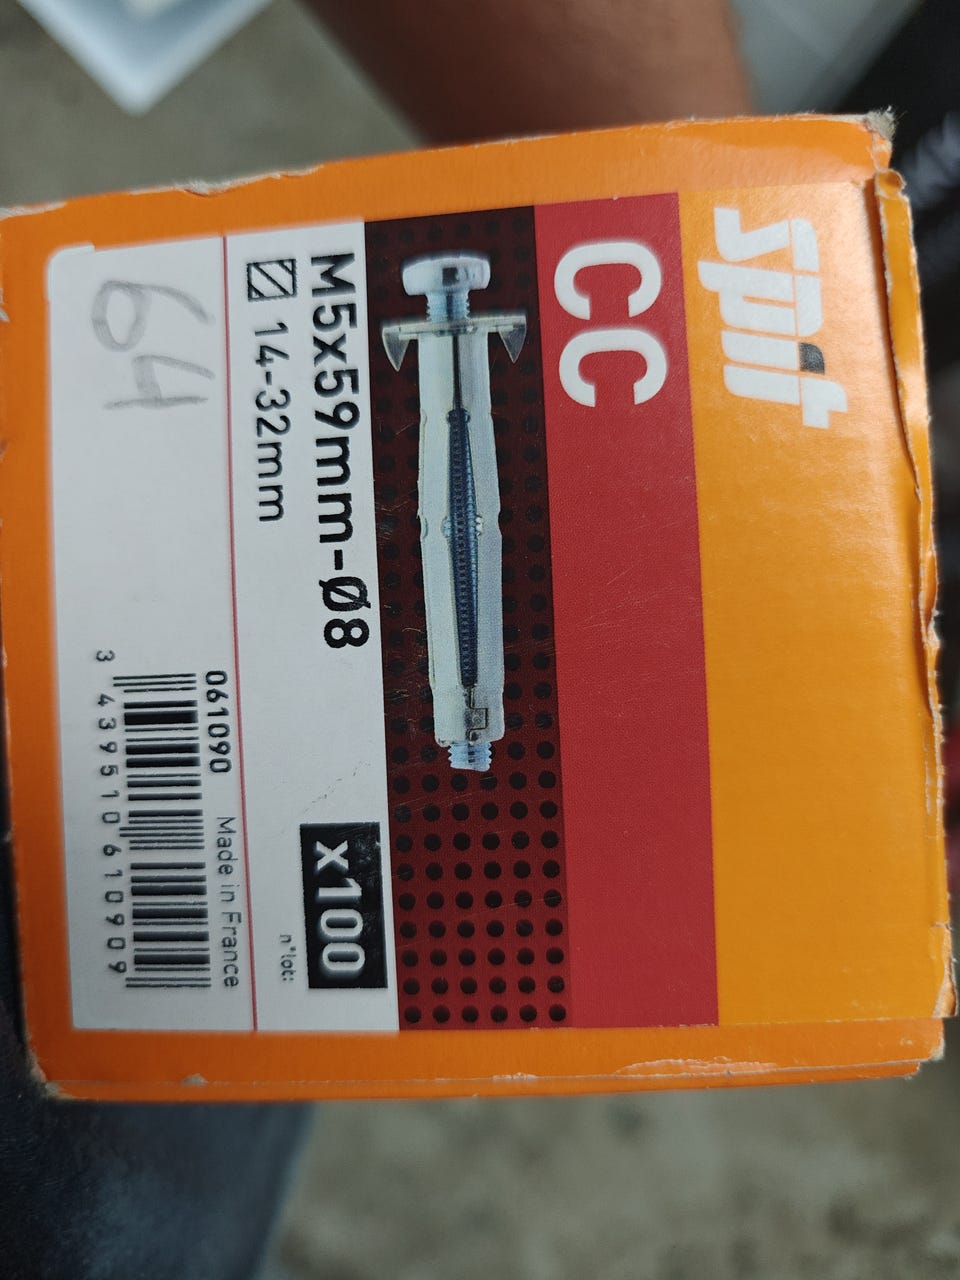 spit
CC
M5x59mm-Ø8
14-32mm
x100
n°lot:
64
061090
Made in France
3 439510 610909